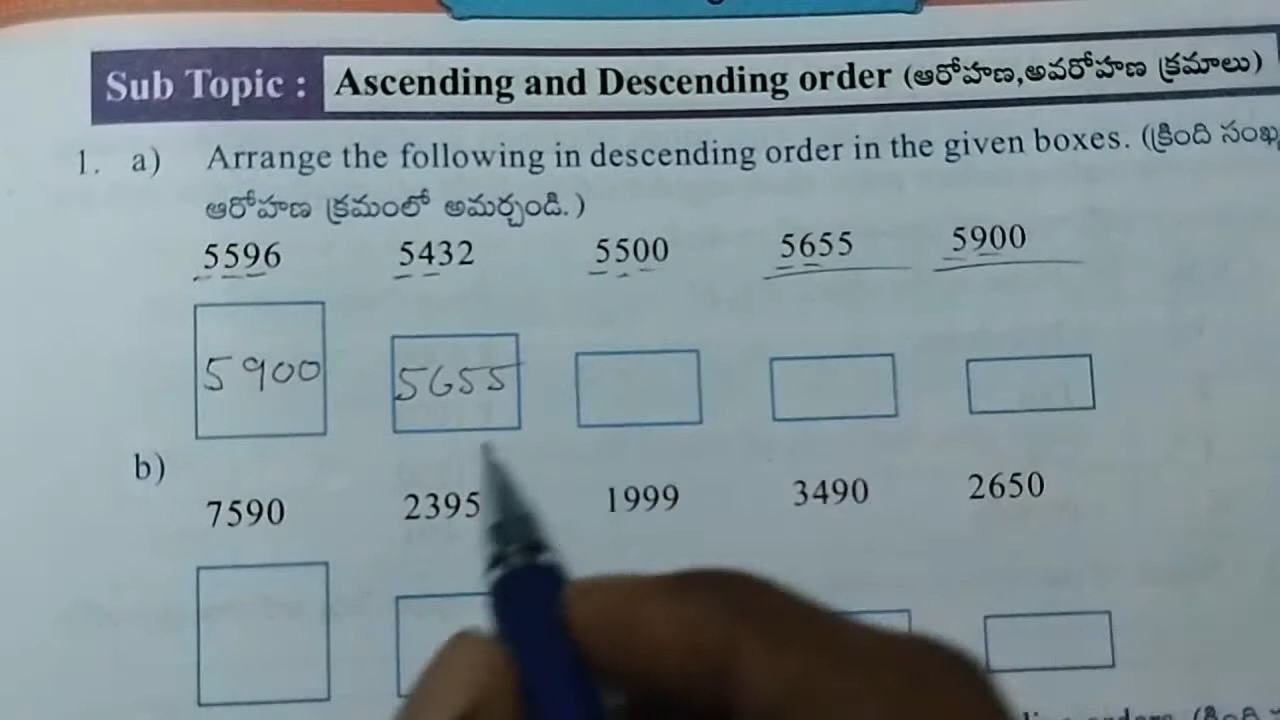 Sub Topic : Ascending and Descending order (ఆరోహణ,అవరోహణ క్రమాలు)
1. a) Arrange the following in descending order in the given boxes. (క్రింది
ఆరోహణ క్రమంలో అమర్చండి.)
5596 5432 5500 5655 5900
5900 5655
b)
7590 2395 1999 3490 2650